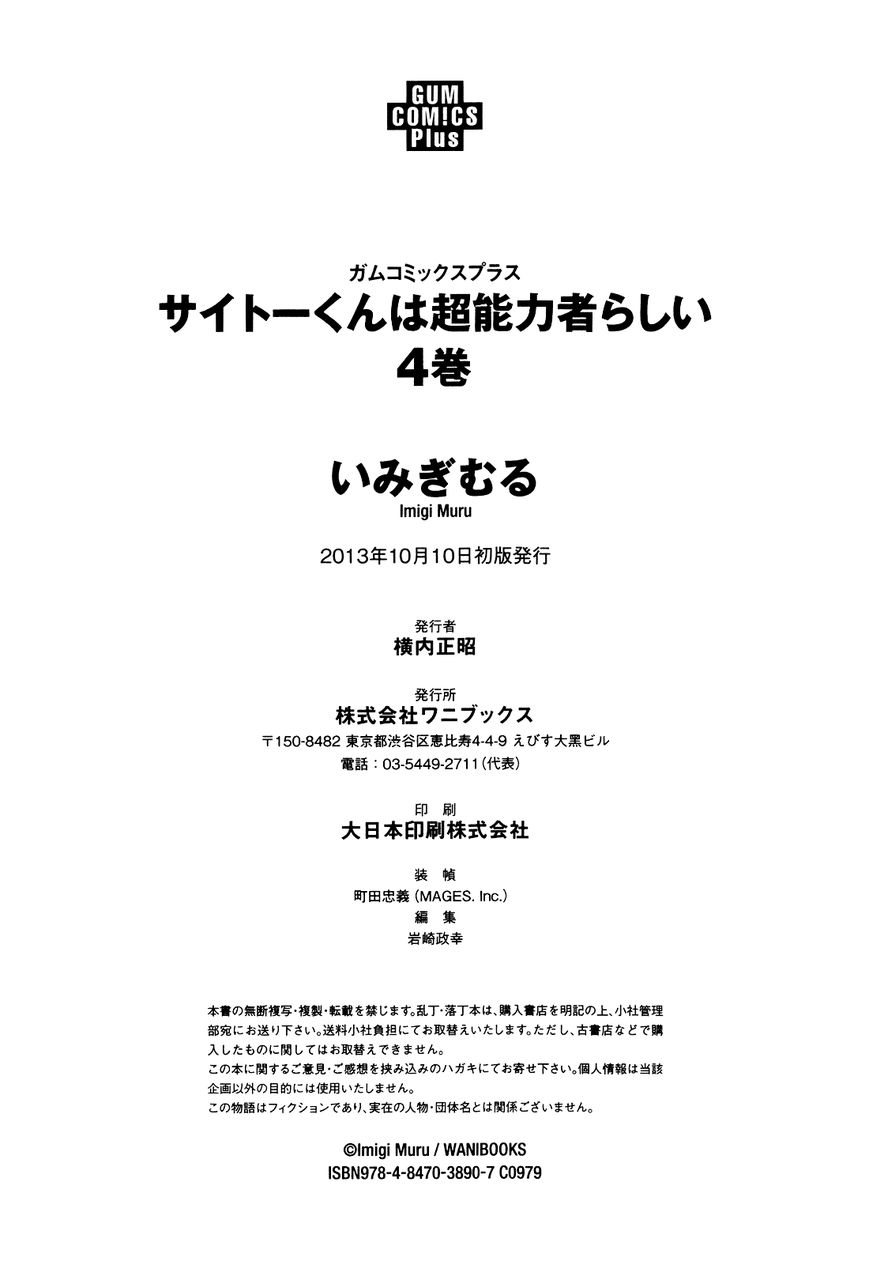 GUM
COM!CS
Plus
ガムコミックスプラス
サイトーくんは超能力者らしい
4巻
いみぎむる
Imigi Muru
2013年10月10日初版発行
発行者
横内正昭
発行所
株式会社ワニブックス
〒150-8482 東京都渋谷区恵比寿4-4-9 えびす大黑ビル
電話：03-5449-2711（代表）
印　刷
大日本印刷株式会社
装　幀
町田忠義（MAGES. Inc.）
編　集
岩崎政幸
本書の無断複写・複製・転載を禁じます。乱丁・落丁本は、購入書店を明記の上、小社管理
部宛にお送り下さい。送料小社負担にてお取替えいたします。ただし、古書店などで購
入したものに関してはお取替えできません。
この本に関するご意見・ご感想を挟み込みのハガキにてお寄せ下さい。個人情報は当該
企画以外の目的には使用いたしません。
この物語はフィクションであり、実在の人物・団体名とは関係ございません。
©Imigi Muru / WANIBOOKS
ISBN978-4-8470-3890-7 C0979